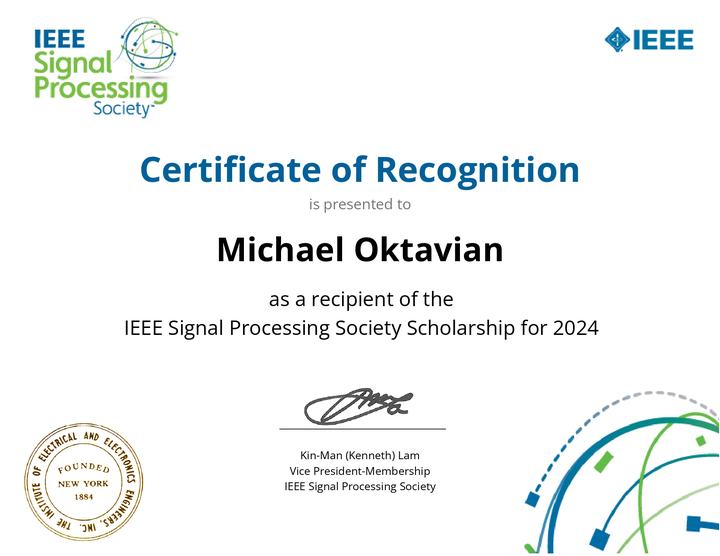 IEEE
Signal
Processing
Society
IEEE
Certificate of Recognition
is presented to
Michael Oktavian
as a recipient of the
IEEE Signal Processing Society Scholarship for 2024
Kin-Man (Kenneth) Lam
Vice President-Membership
IEEE Signal Processing Society
THE INSTITUTE OF ELECTRICAL AND ELECTRONICS ENGINEERS, INC.
FOUNDED
NEW YORK
1884